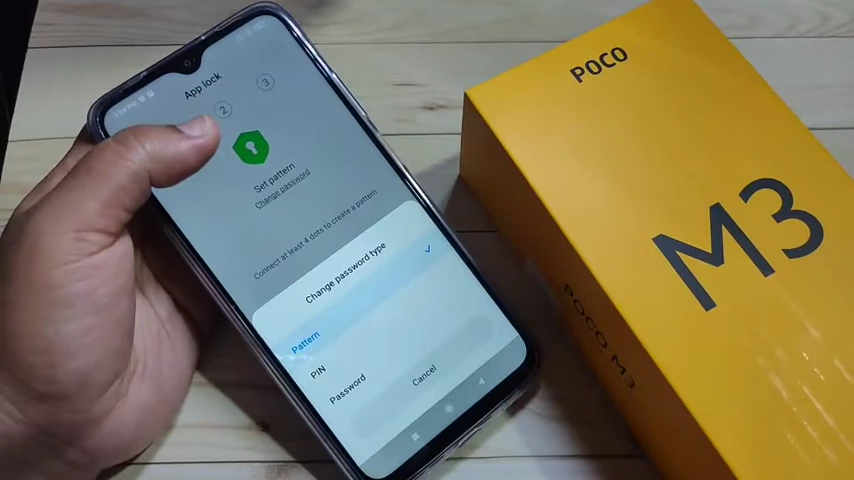 App lock
2
3
Set pattern
Change password
Connect at least 4 dots to create a pattern
Change password type
Pattern
PIN
Password
Cancel
POCO
M3
POCO M3